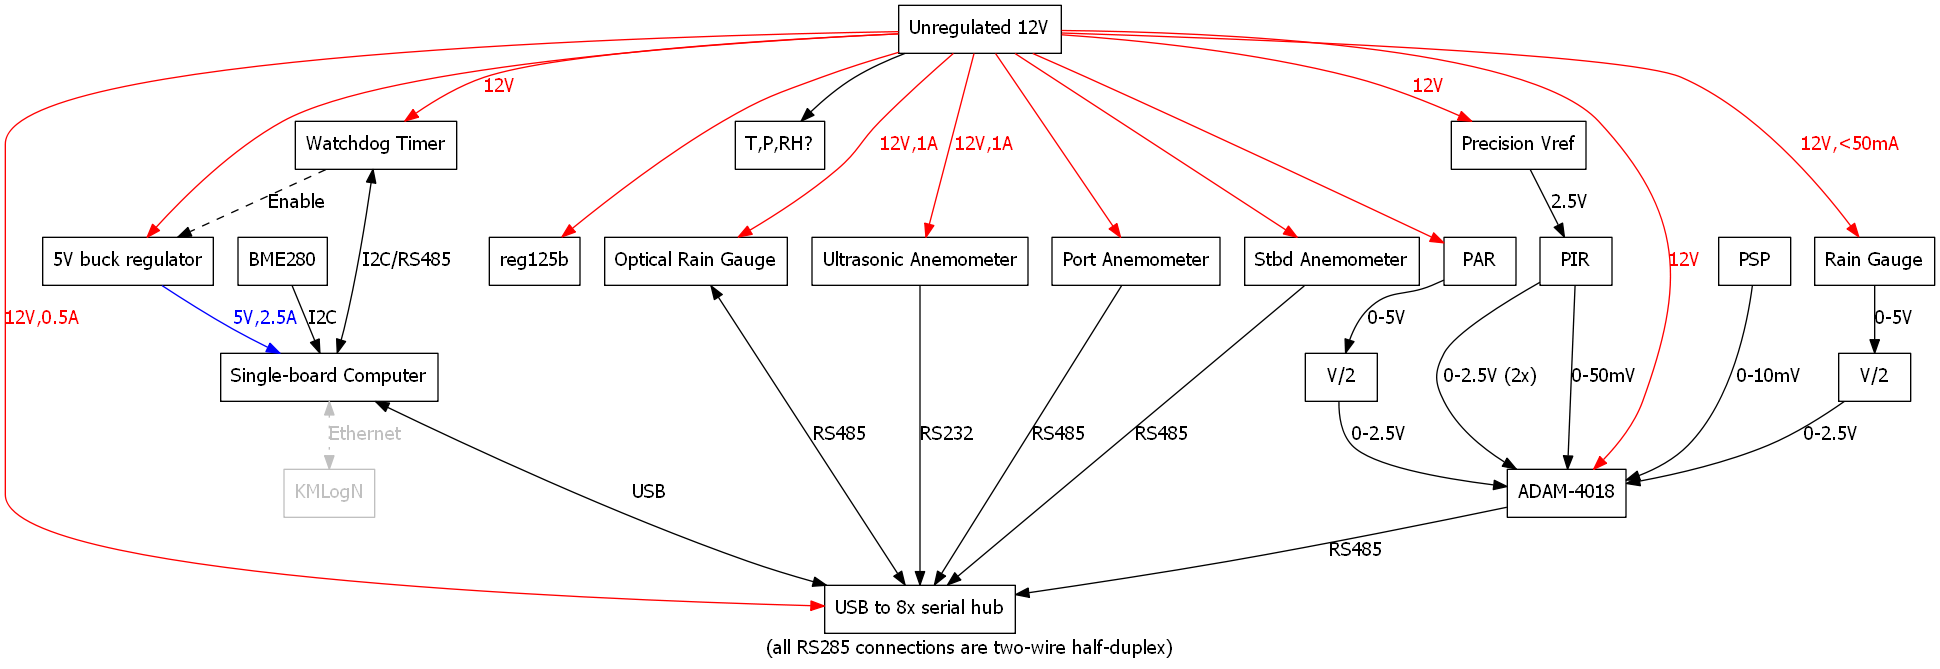 Unregulated 12V
12V
12V
Watchdog Timer
T,P,RH?
12V,1A
12V,1A
Precision Vref
12V,<50mA
Enable
2.5V
5V buck regulator
BME280
I2C/RS485
reg125b
Optical Rain Gauge
Ultrasonic Anemometer
Port Anemometer
Stbd Anemometer
PAR
PIR
12V
PSP
Rain Gauge
12V,0.5A
5V,2.5A
I2C
0-5V
0-5V
Single-board Computer
V/2
0-2.5V (2x)
0-50mV
0-10mV
V/2
Ethernet
RS485
RS232
RS485
RS485
0-2.5V
0-2.5V
KMLogN
USB
ADAM-4018
RS485
USB to 8x serial hub
(all RS285 connections are two-wire half-duplex)